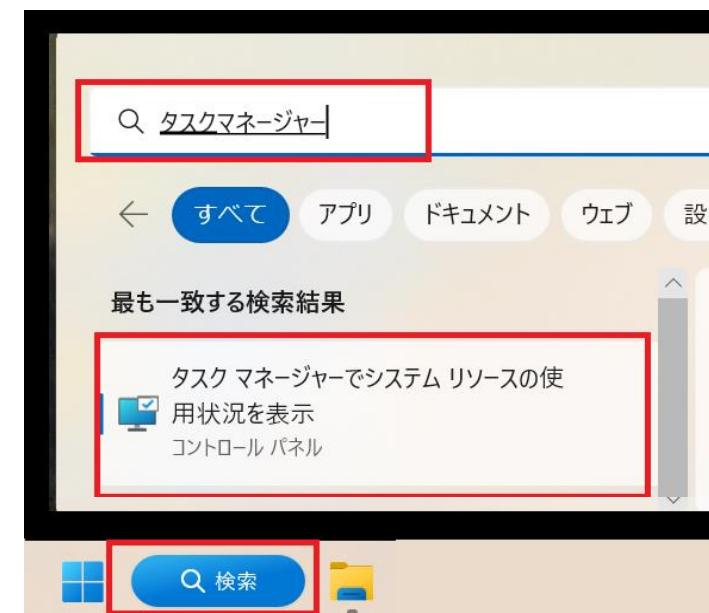 タスクマネージャー
すべて アプリ ドキュメント ウェブ 設
最も一致する検索結果
タスク マネージャーでシステム リソースの使
用状況を表示
コントロール パネル
検索